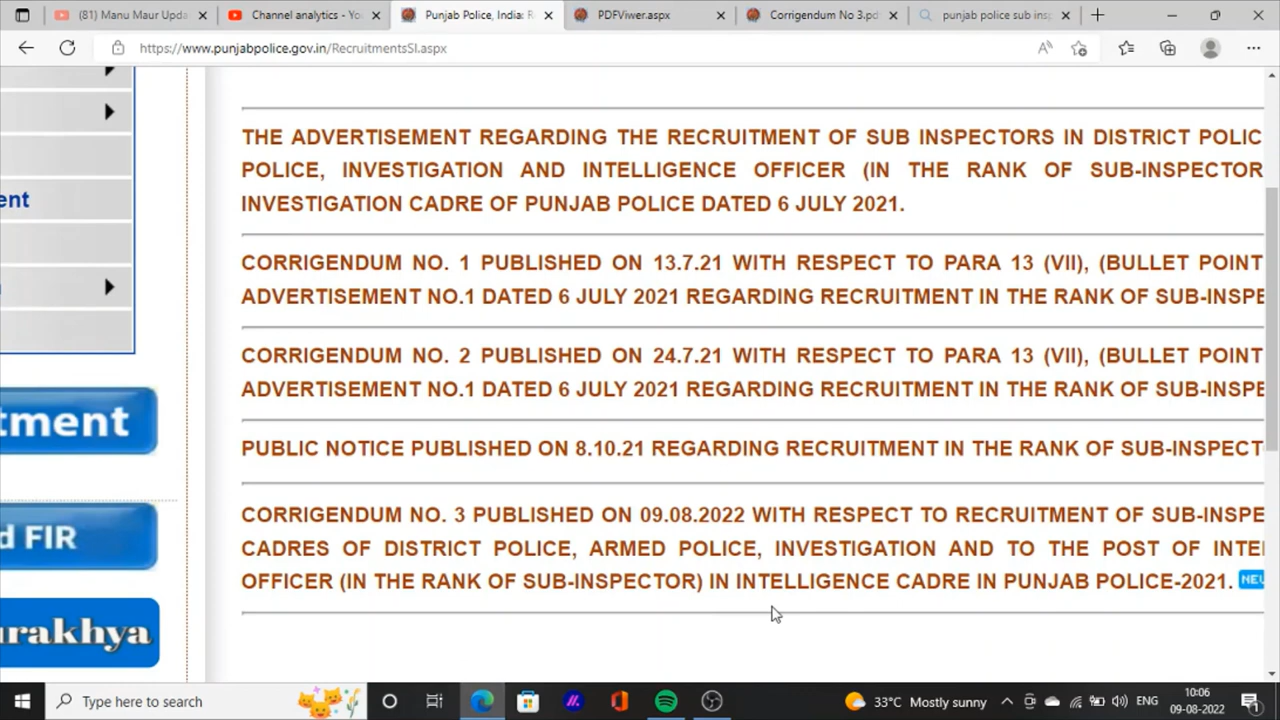 (81) Manu Maur Upda
Channel analytics - Yo
Punjab Police, India: R
PDFViwer.aspx
Corrigendum No 3.pd
punjab police sub insp
https://www.punjabpolice.gov.in/RecruitmentsSI.aspx
THE ADVERTISEMENT REGARDING THE RECRUITMENT OF SUB INSPECTORS IN DISTRICT POLIC
POLICE, INVESTIGATION AND INTELLIGENCE OFFICER (IN THE RANK OF SUB-INSPECTOR
INVESTIGATION CADRE OF PUNJAB POLICE DATED 6 JULY 2021.
CORRIGENDUM NO. 1 PUBLISHED ON 13.7.21 WITH RESPECT TO PARA 13 (VII), (BULLET POINT
ADVERTISEMENT NO.1 DATED 6 JULY 2021 REGARDING RECRUITMENT IN THE RANK OF SUB-INSPE
CORRIGENDUM NO. 2 PUBLISHED ON 24.7.21 WITH RESPECT TO PARA 13 (VII), (BULLET POINT
ADVERTISEMENT NO.1 DATED 6 JULY 2021 REGARDING RECRUITMENT IN THE RANK OF SUB-INSPE
PUBLIC NOTICE PUBLISHED ON 8.10.21 REGARDING RECRUITMENT IN THE RANK OF SUB-INSPECT
CORRIGENDUM NO. 3 PUBLISHED ON 09.08.2022 WITH RESPECT TO RECRUITMENT OF SUB-INSPE
CADRES OF DISTRICT POLICE, ARMED POLICE, INVESTIGATION AND TO THE POST OF INTE
OFFICER (IN THE RANK OF SUB-INSPECTOR) IN INTELLIGENCE CADRE IN PUNJAB POLICE-2021. NEW
ent
tment
d FIR
urakhya
Type here to search
33°C Mostly sunny
ENG
10:06
09-08-2022
1